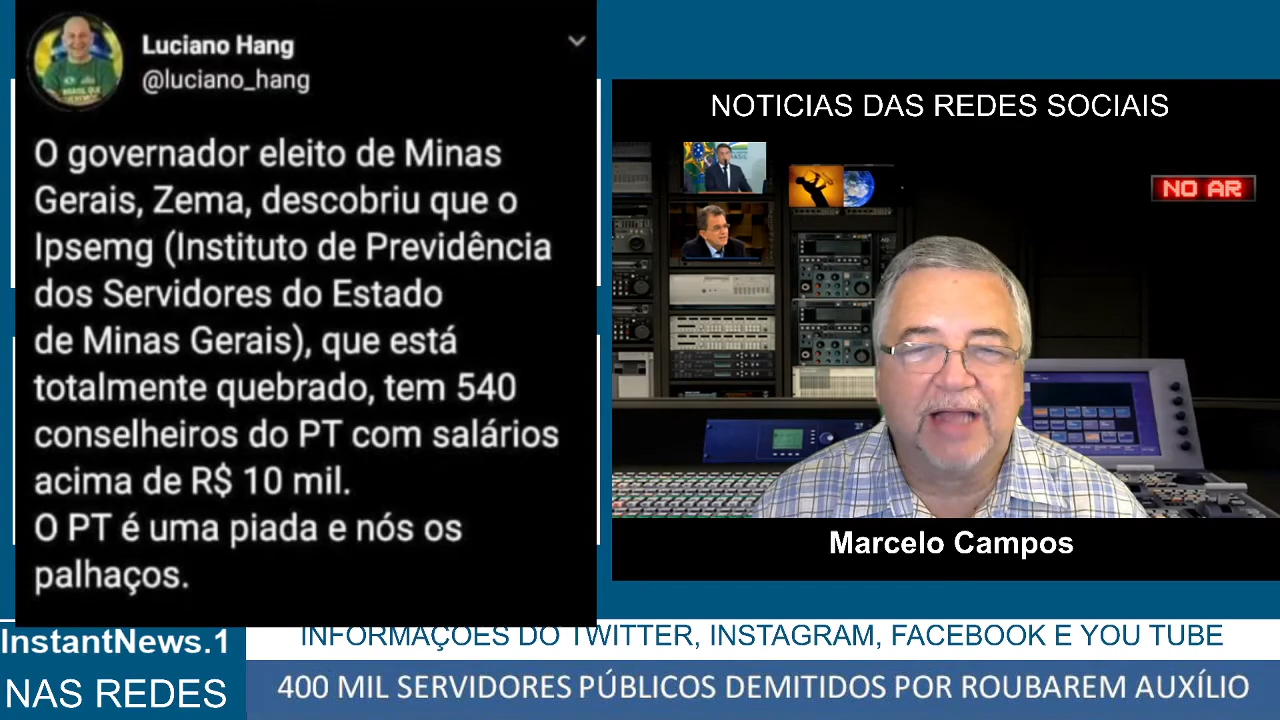 Luciano Hang
@luciano_hang
O governador eleito de Minas
Gerais, Zema, descobriu que o
Ipsemg (Instituto de Previdência
dos Servidores do Estado
de Minas Gerais), que está
totalmente quebrado, tem 540
conselheiros do PT com salários
acima de R$ 10 mil.
O PT é uma piada e nós os
palhaços.
NOTICIAS DAS REDES SOCIAIS
NO AR
Marcelo Campos
InstantNews.1
NAS REDES
INFORMAÇOES DO TWITTER, INSTAGRAM, FACEBOOK E YOU TUBE
400 MIL SERVIDORES PÚBLICOS DEMITIDOS POR ROUBAREM AUXÍLIO